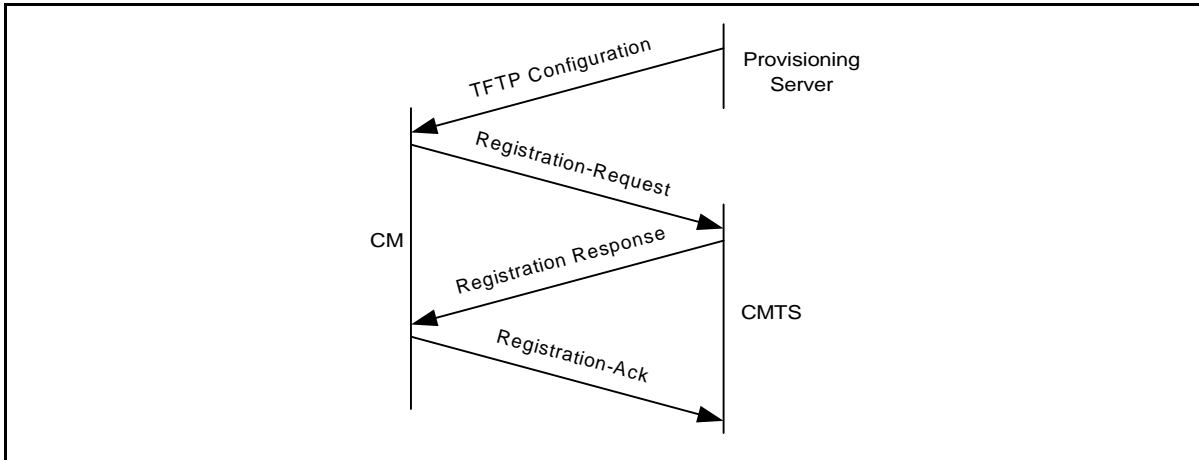 TFTP Configuration
Provisioning
Server
Registration-Request
CM
Registration Response
CMTS
Registration-Ack